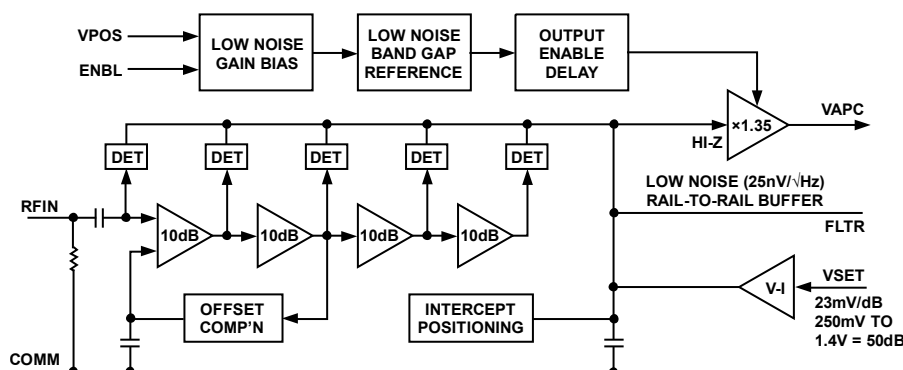 VPOS
ENBL
LOW NOISE
GAIN BIAS
LOW NOISE
BAND GAP
REFERENCE
OUTPUT
ENABLE
DELAY
×1.35
HI-Z
VAPC
DET
DET
DET
DET
DET
LOW NOISE (25nV/√Hz)
RAIL-TO-RAIL BUFFER
FLTR
RFIN
10dB
10dB
10dB
10dB
V-I
VSET
23mV/dB
250mV TO
1.4V = 50dB
OFFSET
COMP'N
INTERCEPT
POSITIONING
COMM